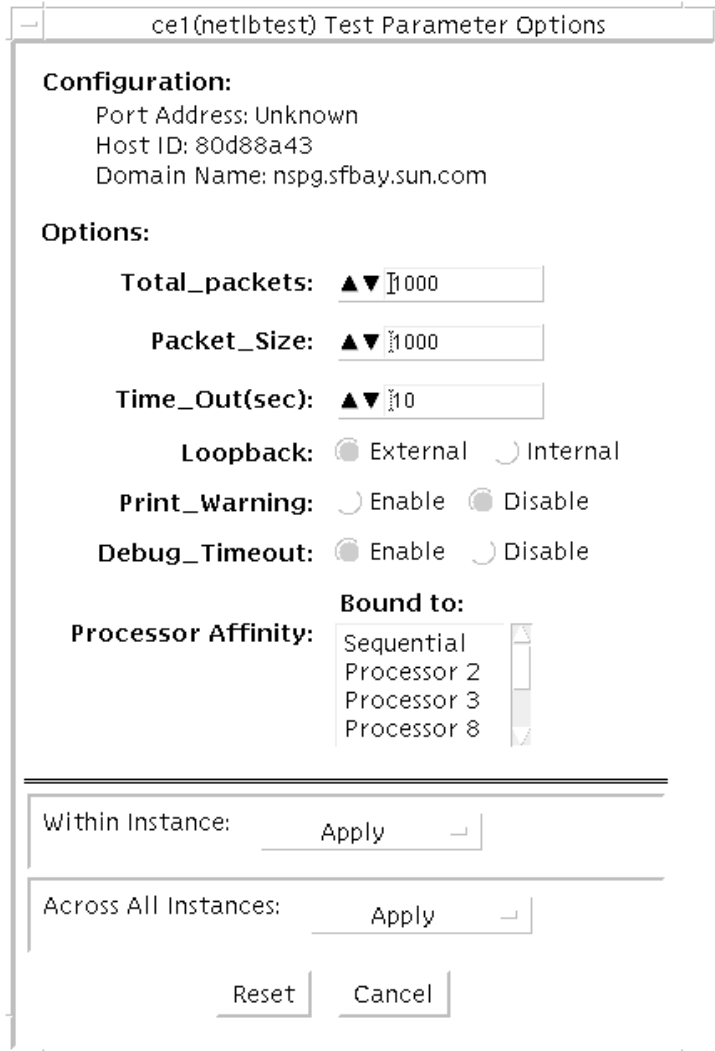 ce1(netlbtest) Test Parameter Options
Configuration:
Port Address: Unknown
Host ID: 80d88a43
Domain Name: nspg.sfbay.sun.com
Options:
Total_packets: 1000
Packet_Size: 1000
Time_Out(sec): 10
Loopback: External Internal
Print_Warning: Enable Disable
Debug_Timeout: Enable Disable
Bound to:
Processor Affinity:
Sequential
Processor 2
Processor 3
Processor 8
Within Instance: Apply
Across All Instances: Apply
Reset Cancel